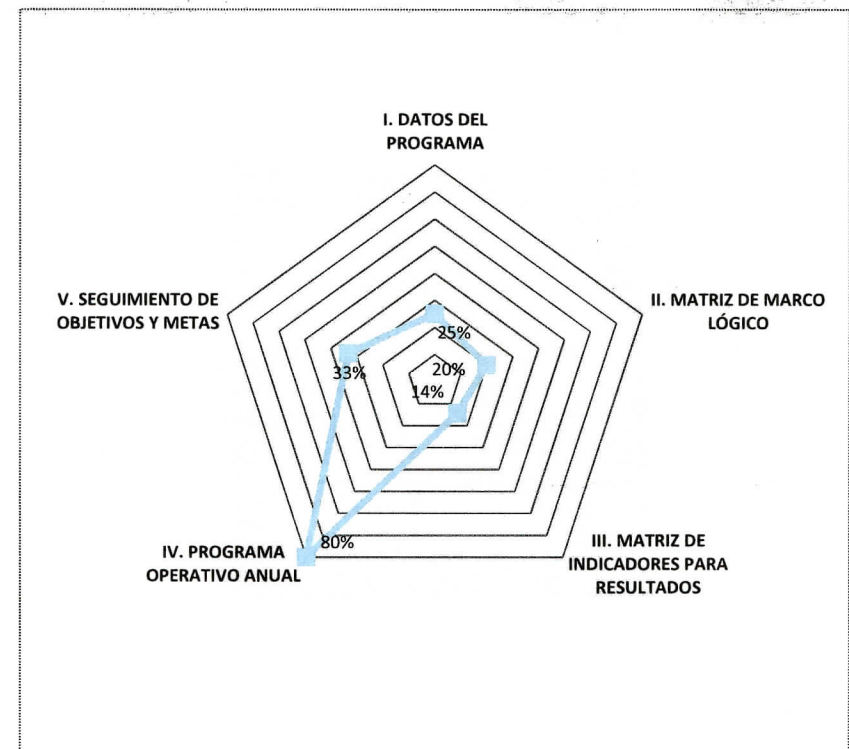 I. DATOS DEL
PROGRAMA
II. MATRIZ DE MARCO
LÓGICO
III. MATRIZ DE
INDICADORES PARA
RESULTADOS
IV. PROGRAMA
OPERATIVO ANUAL
V. SEGUIMIENTO DE
OBJETIVOS Y METAS
25%
20%
14%
80%
33%